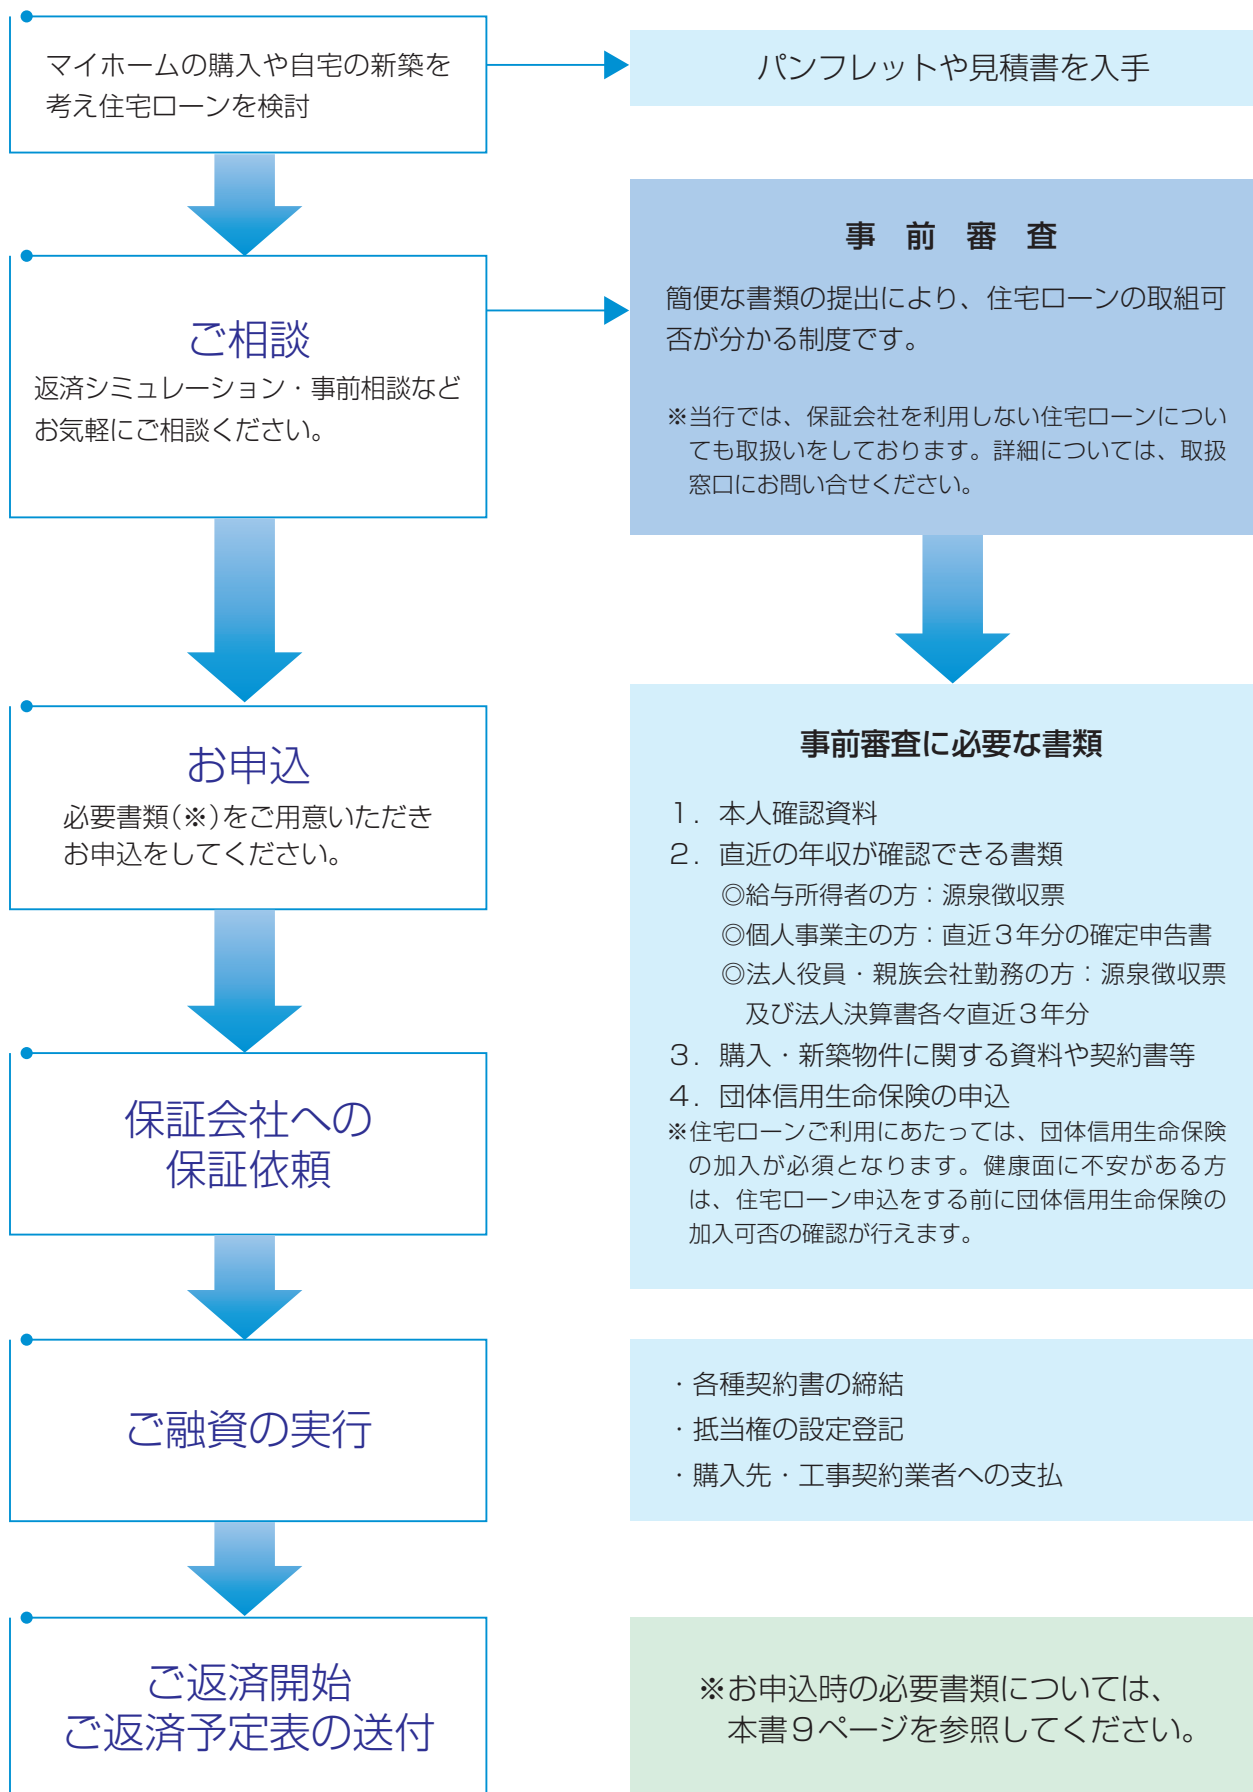 マイホームの購入や自宅の新築を
考え住宅ローンを検討
パンフレットや見積書を入手
ご相談
返済シミュレーション・事前相談など
お気軽にご相談ください。
事前審査
簡便な書類の提出により、住宅ローンの取組可
否が分かる制度です。
※当行では、保証会社を利用しない住宅ローンについ
ても取扱いをしております。詳細については、取扱
窓口にお問い合せください。
お申込
必要書類(※)をご用意いただき
お申込をしてください。
事前審査に必要な書類
1. 本人確認資料
2. 直近の年収が確認できる書類
◎給与所得者の方:源泉徴収票
◎個人事業主の方:直近3年分の確定申告書
◎法人役員・親族会社勤務の方:源泉徴収票
及び法人決算書各々直近3年分
3. 購入・新築物件に関する資料や契約書等
4. 団体信用生命保険の申込
※住宅ローンご利用にあたっては、団体信用生命保険
の加入が必須となります。健康面に不安がある方
は、住宅ローン申込をする前に団体信用生命保険の
加入可否の確認が行えます。
保証会社への
保証依頼
ご融資の実行
・各種契約書の締結
・抵当権の設定登記
・購入先・工事契約業者への支払
ご返済開始
ご返済予定表の送付
※お申込時の必要書類については、
本書9ページを参照してください。